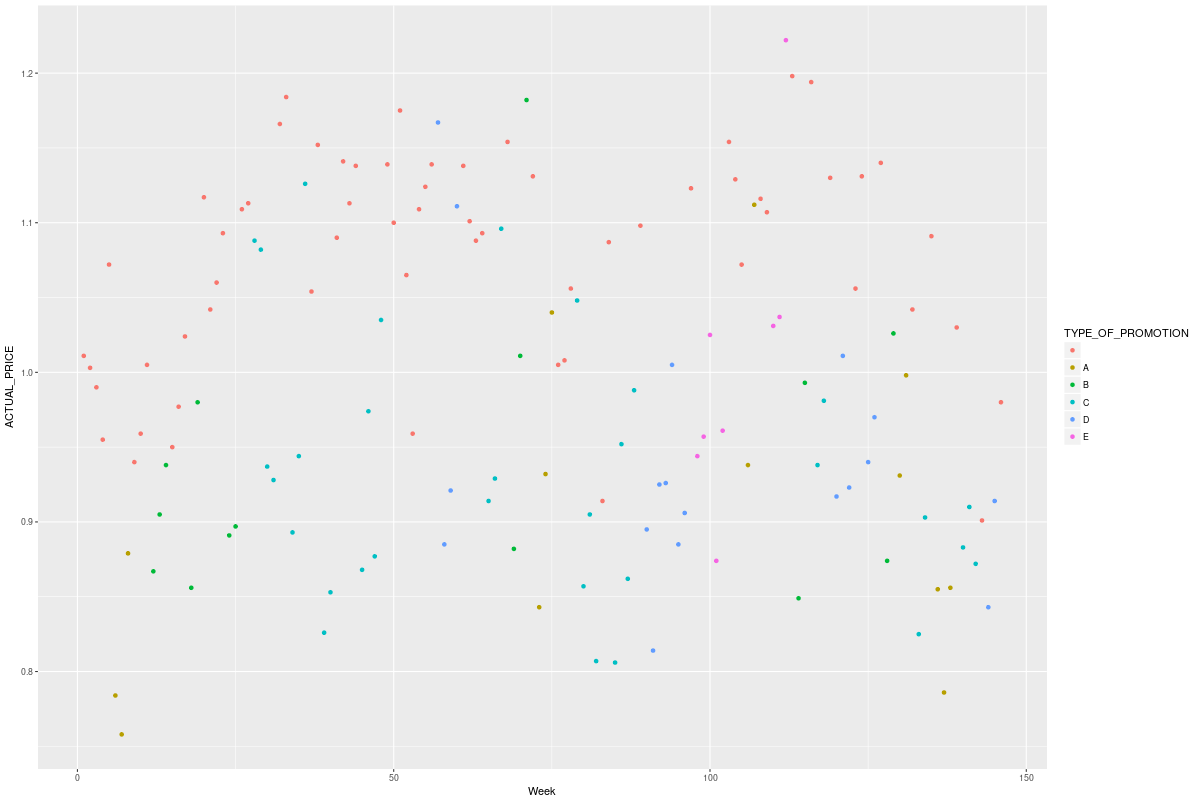 1.2
1.1
1.0
0.9
0.8
ACTUAL_PRICE
0
50
100
150
Week
TYPE_OF_PROMOTION
A
B
C
D
E